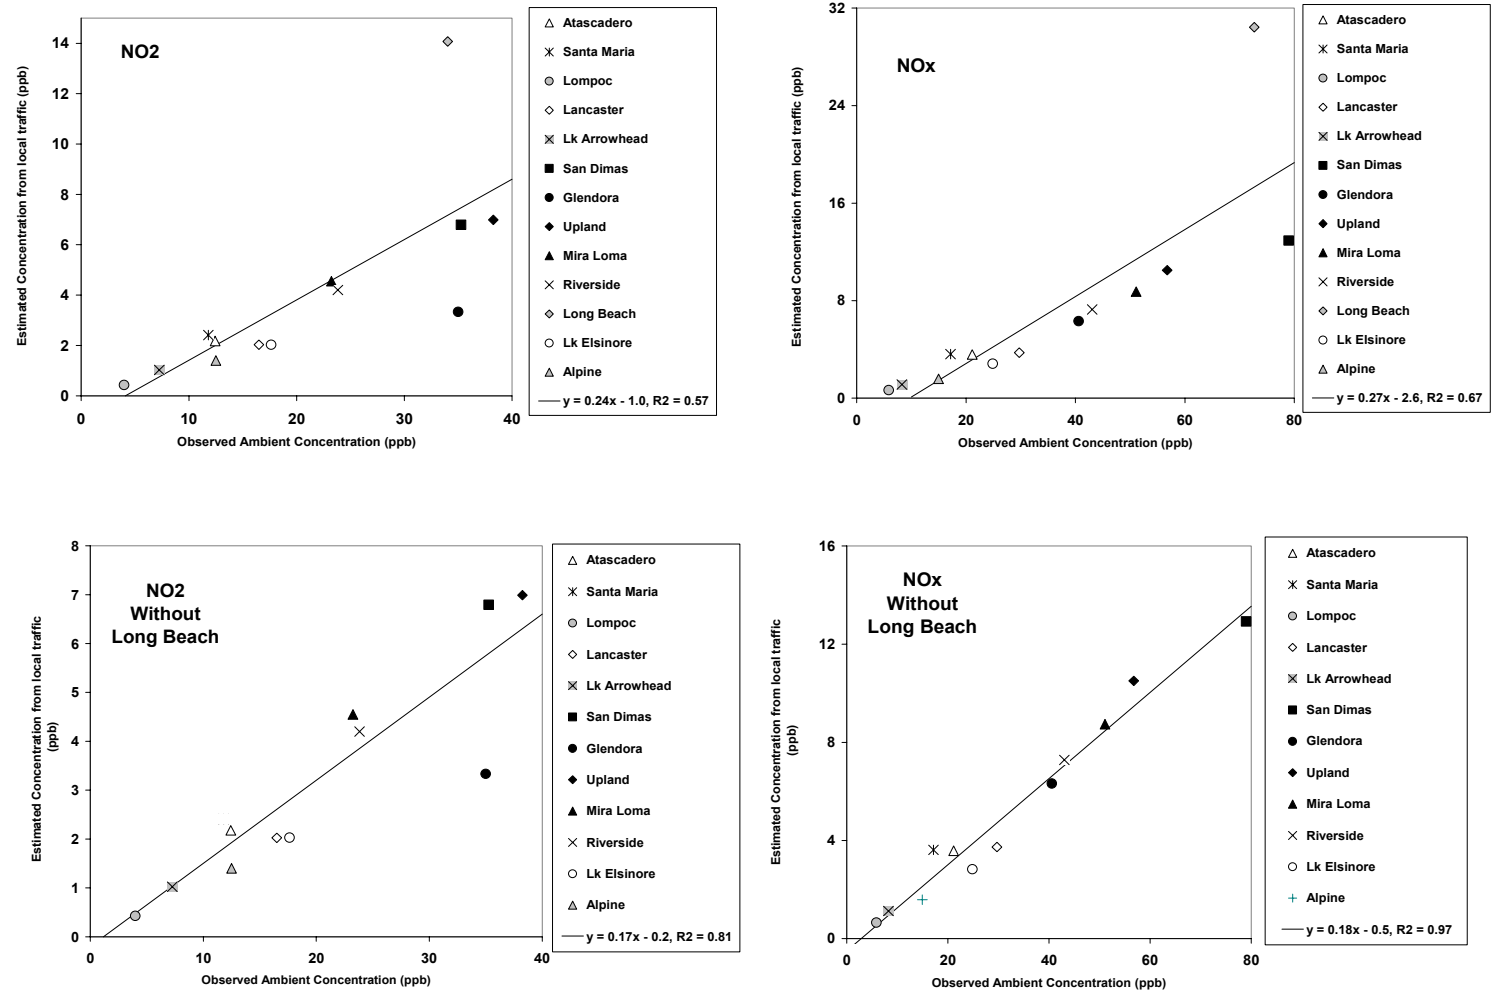 NO2
Estimated Concentration from local traffic (ppb)
14
12
10
8
6
4
2
0
0 10 20 30 40
Observed Ambient Concentration (ppb)
Atascadero
Santa Maria
Lompoc
Lancaster
Lk Arrowhead
San Dimas
Glendora
Upland
Mira Loma
Riverside
Long Beach
Lk Elsinore
Alpine
y = 0.24x - 1.0, R2 = 0.57
NOx
Estimated Concentration from local traffic (ppb)
32
24
16
8
0
0 20 40 60 80
Observed Ambient Concentration (ppb)
Atascadero
Santa Maria
Lompoc
Lancaster
Lk Arrowhead
San Dimas
Glendora
Upland
Mira Loma
Riverside
Long Beach
Lk Elsinore
Alpine
y = 0.27x - 2.6, R2 = 0.67
NO2
Without
Long Beach
Estimated Concentration from local traffic
(ppb)
8
7
6
5
4
3
2
1
0
0 10 20 30 40
Observed Ambient Concentration (ppb)
Atascadero
Santa Maria
Lompoc
Lancaster
Lk Arrowhead
San Dimas
Glendora
Upland
Mira Loma
Riverside
Lk Elsinore
Alpine
y = 0.17x - 0.2, R2 = 0.81
NOx
Without
Long Beach
Estimated Concentration from local traffic
(ppb)
16
12
8
4
0
0 20 40 60 80
Observed Ambient Concentration (ppb)
Atascadero
Santa Maria
Lompoc
Lancaster
Lk Arrowhead
San Dimas
Glendora
Upland
Mira Loma
Riverside
Lk Elsinore
Alpine
y = 0.18x - 0.5, R2 = 0.97